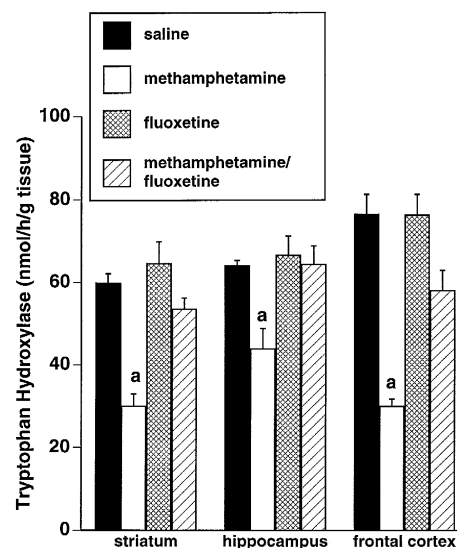 saline
methamphetamine
fluoxetine
methamphetamine/
fluoxetine
Tryptophan Hydroxylase (nmol/h/g tissue)
100
80
60
40
20
0
a
a
a
striatum
hippocampus
frontal cortex